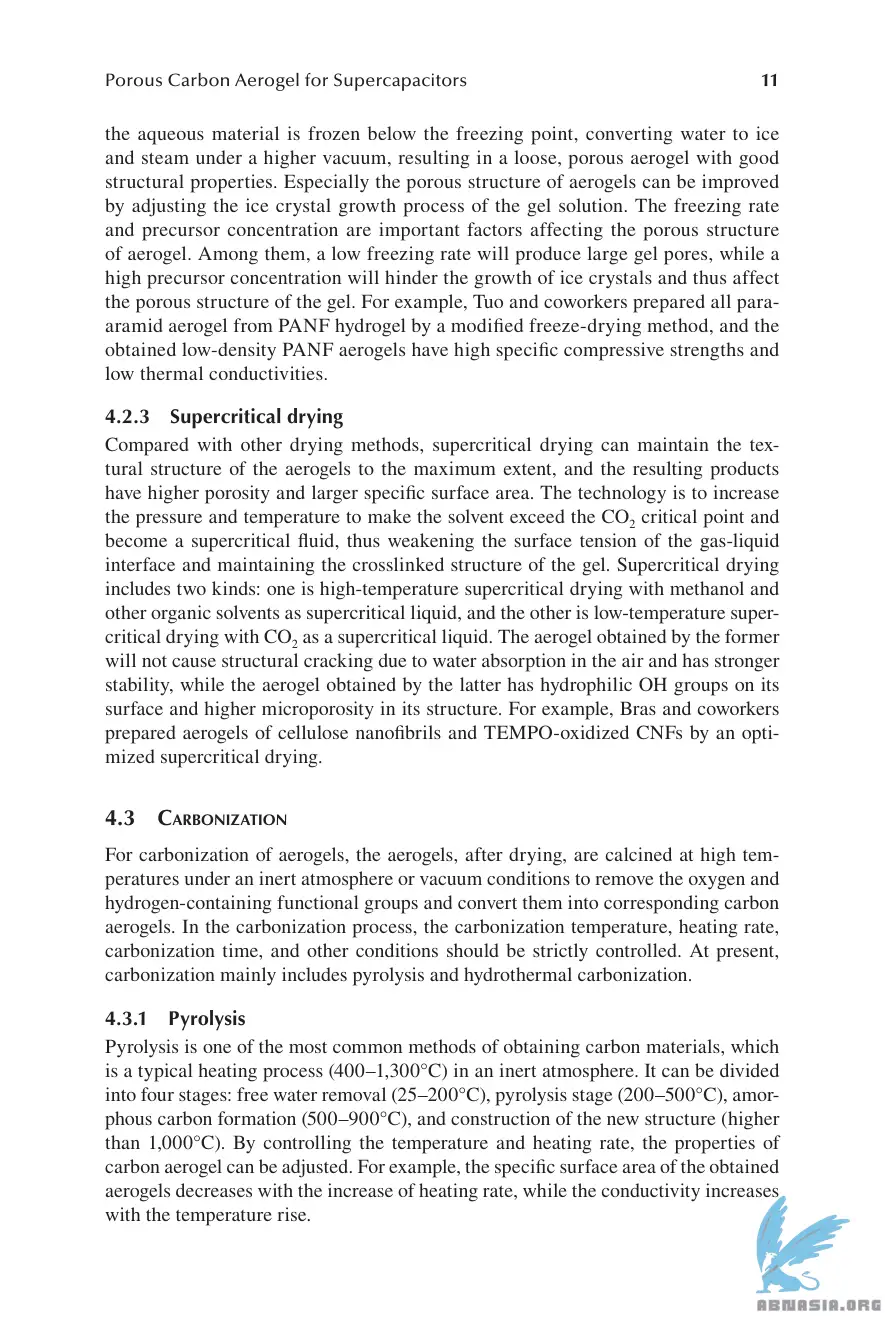 Porous Carbon Aerogel for Supercapacitors 11
the aqueous material is frozen below the freezing point, converting water to ice
and steam under a higher vacuum, resulting in a loose, porous aerogel with good
structural properties. Especially the porous structure of aerogels can be improved
by adjusting the ice crystal growth process of the gel solution. The freezing rate
and precursor concentration are important factors affecting the porous structure
of aerogel. Among them, a low freezing rate will produce large gel pores, while a
high precursor concentration will hinder the growth of ice crystals and thus affect
the porous structure of the gel. For example, Tuo and coworkers prepared all para-
aramid aerogel from PANF hydrogel by a modified freeze-drying method, and the
obtained low-density PANF aerogels have high specific compressive strengths and
low thermal conductivities.
4.2.3 Supercritical drying
Compared with other drying methods, supercritical drying can maintain the tex-
tural structure of the aerogels to the maximum extent, and the resulting products
have higher porosity and larger specific surface area. The technology is to increase
the pressure and temperature to make the solvent exceed the CO₂ critical point and
become a supercritical fluid, thus weakening the surface tension of the gas-liquid
interface and maintaining the crosslinked structure of the gel. Supercritical drying
includes two kinds: one is high-temperature supercritical drying with methanol and
other organic solvents as supercritical liquid, and the other is low-temperature super-
critical drying with CO₂ as a supercritical liquid. The aerogel obtained by the former
will not cause structural cracking due to water absorption in the air and has stronger
stability, while the aerogel obtained by the latter has hydrophilic OH groups on its
surface and higher microporosity in its structure. For example, Bras and coworkers
prepared aerogels of cellulose nanofibrils and TEMPO-oxidized CNFs by an opti-
mized supercritical drying.
4.3 Carbonization
For carbonization of aerogels, the aerogels, after drying, are calcined at high tem-
peratures under an inert atmosphere or vacuum conditions to remove the oxygen and
hydrogen-containing functional groups and convert them into corresponding carbon
aerogels. In the carbonization process, the carbonization temperature, heating rate,
carbonization time, and other conditions should be strictly controlled. At present,
carbonization mainly includes pyrolysis and hydrothermal carbonization.
4.3.1 Pyrolysis
Pyrolysis is one of the most common methods of obtaining carbon materials, which
is a typical heating process (400–1,300°C) in an inert atmosphere. It can be divided
into four stages: free water removal (25–200°C), pyrolysis stage (200–500°C), amor-
phous carbon formation (500–900°C), and construction of the new structure (higher
than 1,000°C). By controlling the temperature and heating rate, the properties of
carbon aerogel can be adjusted. For example, the specific surface area of the obtained
aerogels decreases with the increase of heating rate, while the conductivity increases
with the temperature rise.
ABNASIA.ORG